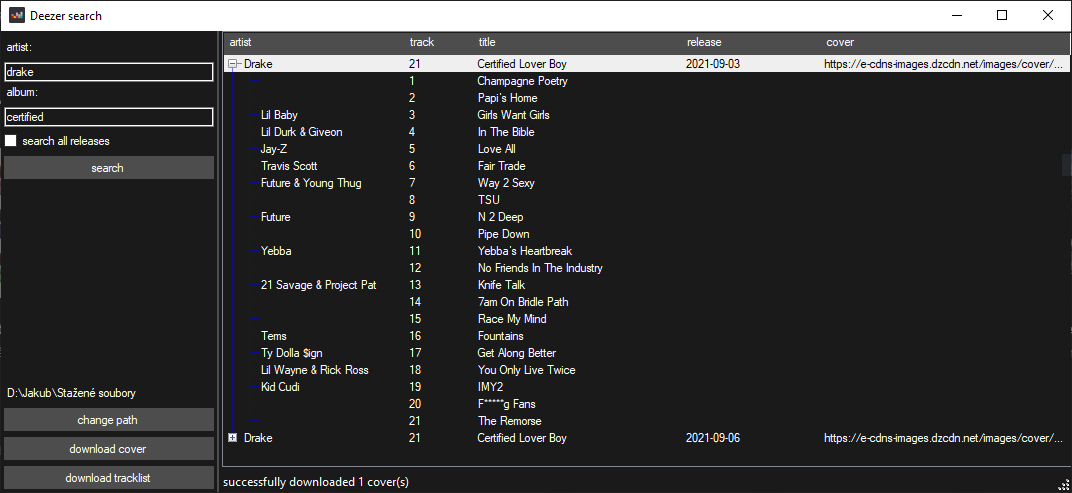 Deezer search
artist:
drake
album:
certified
search all releases
search
D:\Jakub\Stažené soubory
change path
download cover
download tracklist
artist track title release cover
Drake 21 Certified Lover Boy 2021-09-03 https://e-cdns-images.dzcdn.net/images/cover/...
1 Champagne Poetry
2 Papi's Home
Lil Baby 3 Girls Want Girls
Lil Durk & Giveon 4 In The Bible
Jay-Z 5 Love All
Travis Scott 6 Fair Trade
Future & Young Thug 7 Way 2 Sexy
8 TSU
Future 9 N 2 Deep
10 Pipe Down
Yebba 11 Yebba's Heartbreak
12 No Friends In The Industry
21 Savage & Project Pat 13 Knife Talk
14 7am On Bridle Path
15 Race My Mind
Tems 16 Fountains
Ty Dolla $ign 17 Get Along Better
Lil Wayne & Rick Ross 18 You Only Live Twice
Kid Cudi 19 IMY2
20 F*****g Fans
21 The Remorse
Drake 21 Certified Lover Boy 2021-09-06 https://e-cdns-images.dzcdn.net/images/cover/...
successfully downloaded 1 cover(s)